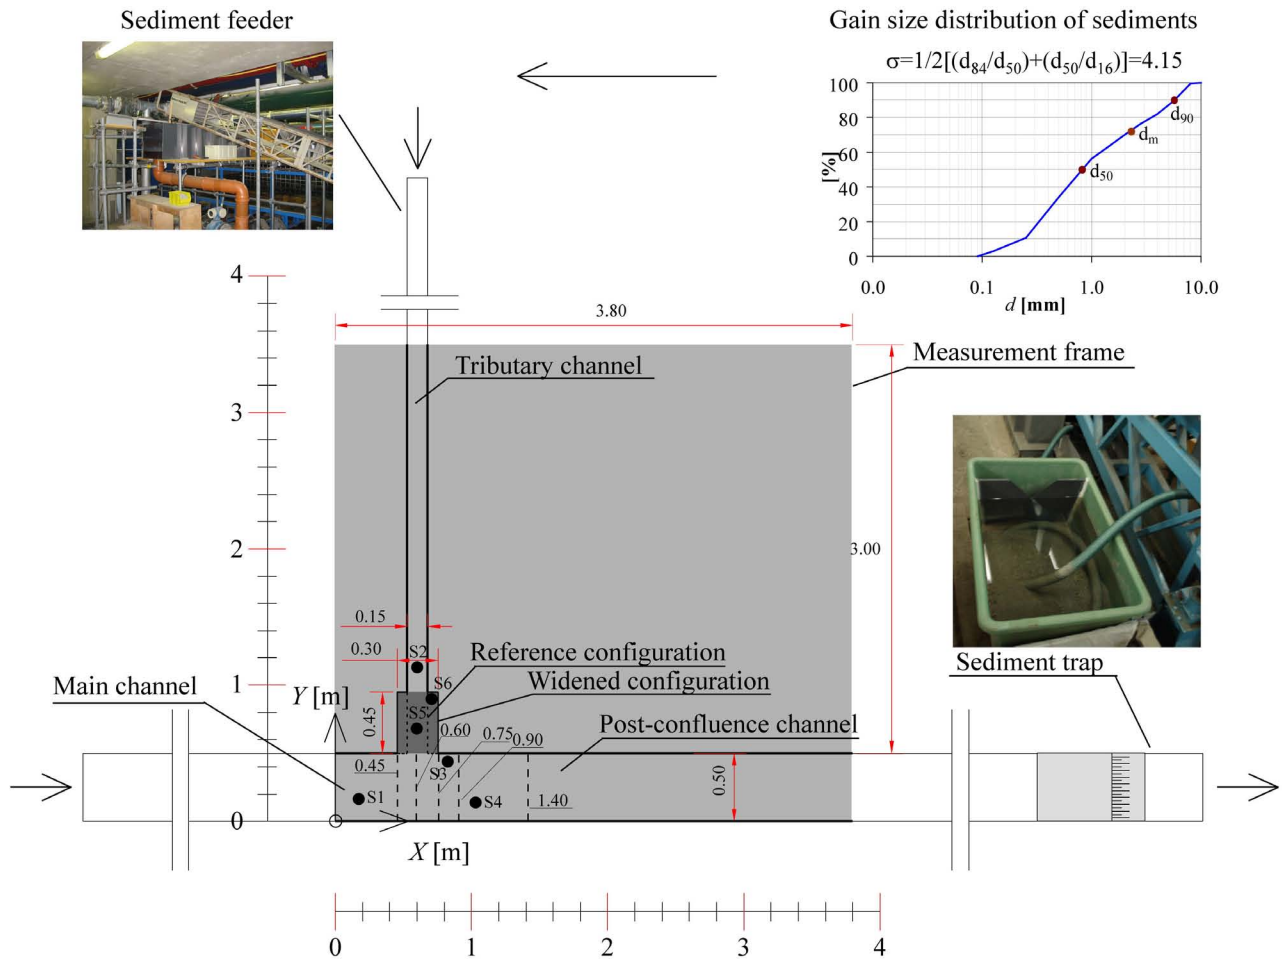 Sediment feeder
Gain size distribution of sediments
σ=1/2[(d84/d50)+(d50/d16)]=4.15
100
80
60
40
20
0
[%]
d90
dm
d50
0.0
0.1
1.0
10.0
d [mm]
4
3
2
1
0
3.80
Tributary channel
Measurement frame
3.00
0.15
0.30
S2
S6
Reference configuration
Widened configuration
Sediment trap
Main channel
Y [m]
0.45
S5
0.60
0.75
0.90
Post-confluence channel
0.45
S3
S1
S4
1.40
0.50
X [m]
0
1
2
3
4